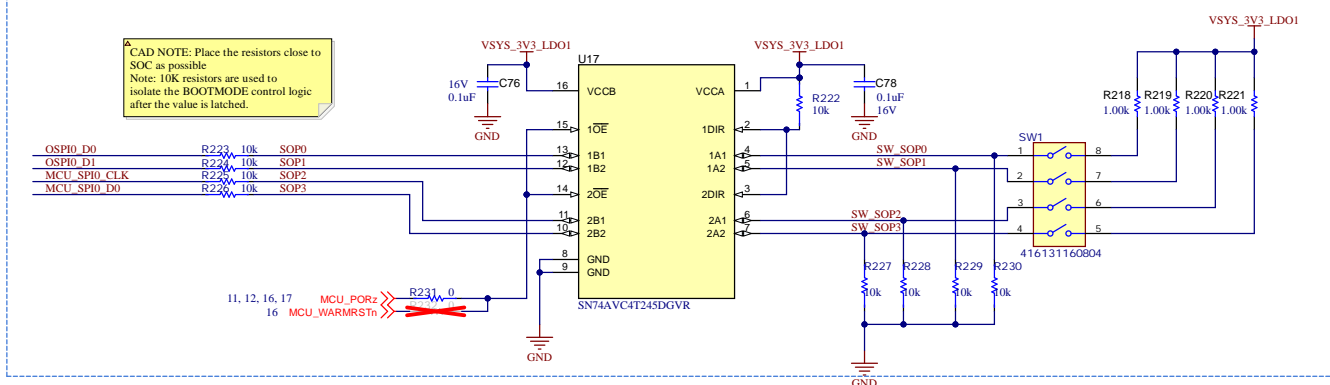 CAD NOTE: Place the resistors close to
SOC as possible
Note: 10K resistors are used to
isolate the BOOTMODE control logic
after the value is latched.
VSYS_3V3_LDO1
VSYS_3V3_LDO1
VSYS_3V3_LDO1
U17
16V
0.1uF
C76
GND
16
VCCB
VCCA
1
R222
10k
C78
0.1uF
16V
GND
R218
1.00k
R219
1.00k
R220
1.00k
R221
1.00k
15
1OE
1DIR
2
OSPI0_D0
R223
10k
SOP0
13
1B1
1A1
4
SW_SOP0
SW1
1
8
OSPI0_D1
R224
10k
SOP1
12
1B2
1A2
5
SW_SOP1
2
7
MCU_SPI0_CLK
R225
10k
SOP2
14
2OE
2DIR
3
MCU_SPI0_D0
R226
10k
SOP3
11
2B1
2A1
6
SW_SOP2
3
6
10
2B2
2A2
7
SW_SOP3
4
5
416131160804
8
GND
9
GND
R227
10k
R228
10k
R229
10k
R230
10k
SN74AVC4T245DGVR
11, 12, 16, 17
MCU_PORz
R231
0
16
MCU_WARMRSTn
GND
GND